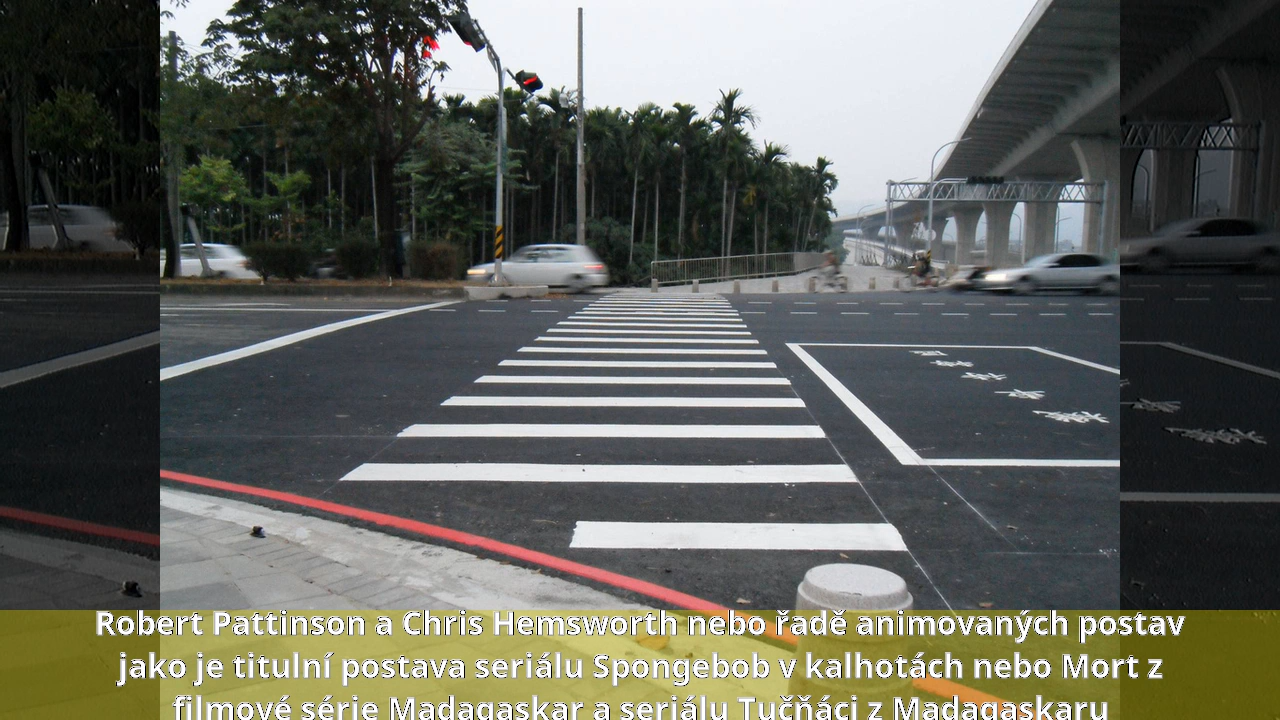 Robert Pattinson a Chris Hemsworth nebo řadě animovaných postav
jako je titulní postava seriálu Spongebob v kalhotách nebo Mort z
filmové série Madagaskar a seriálu Tučňáci z Madagaskaru